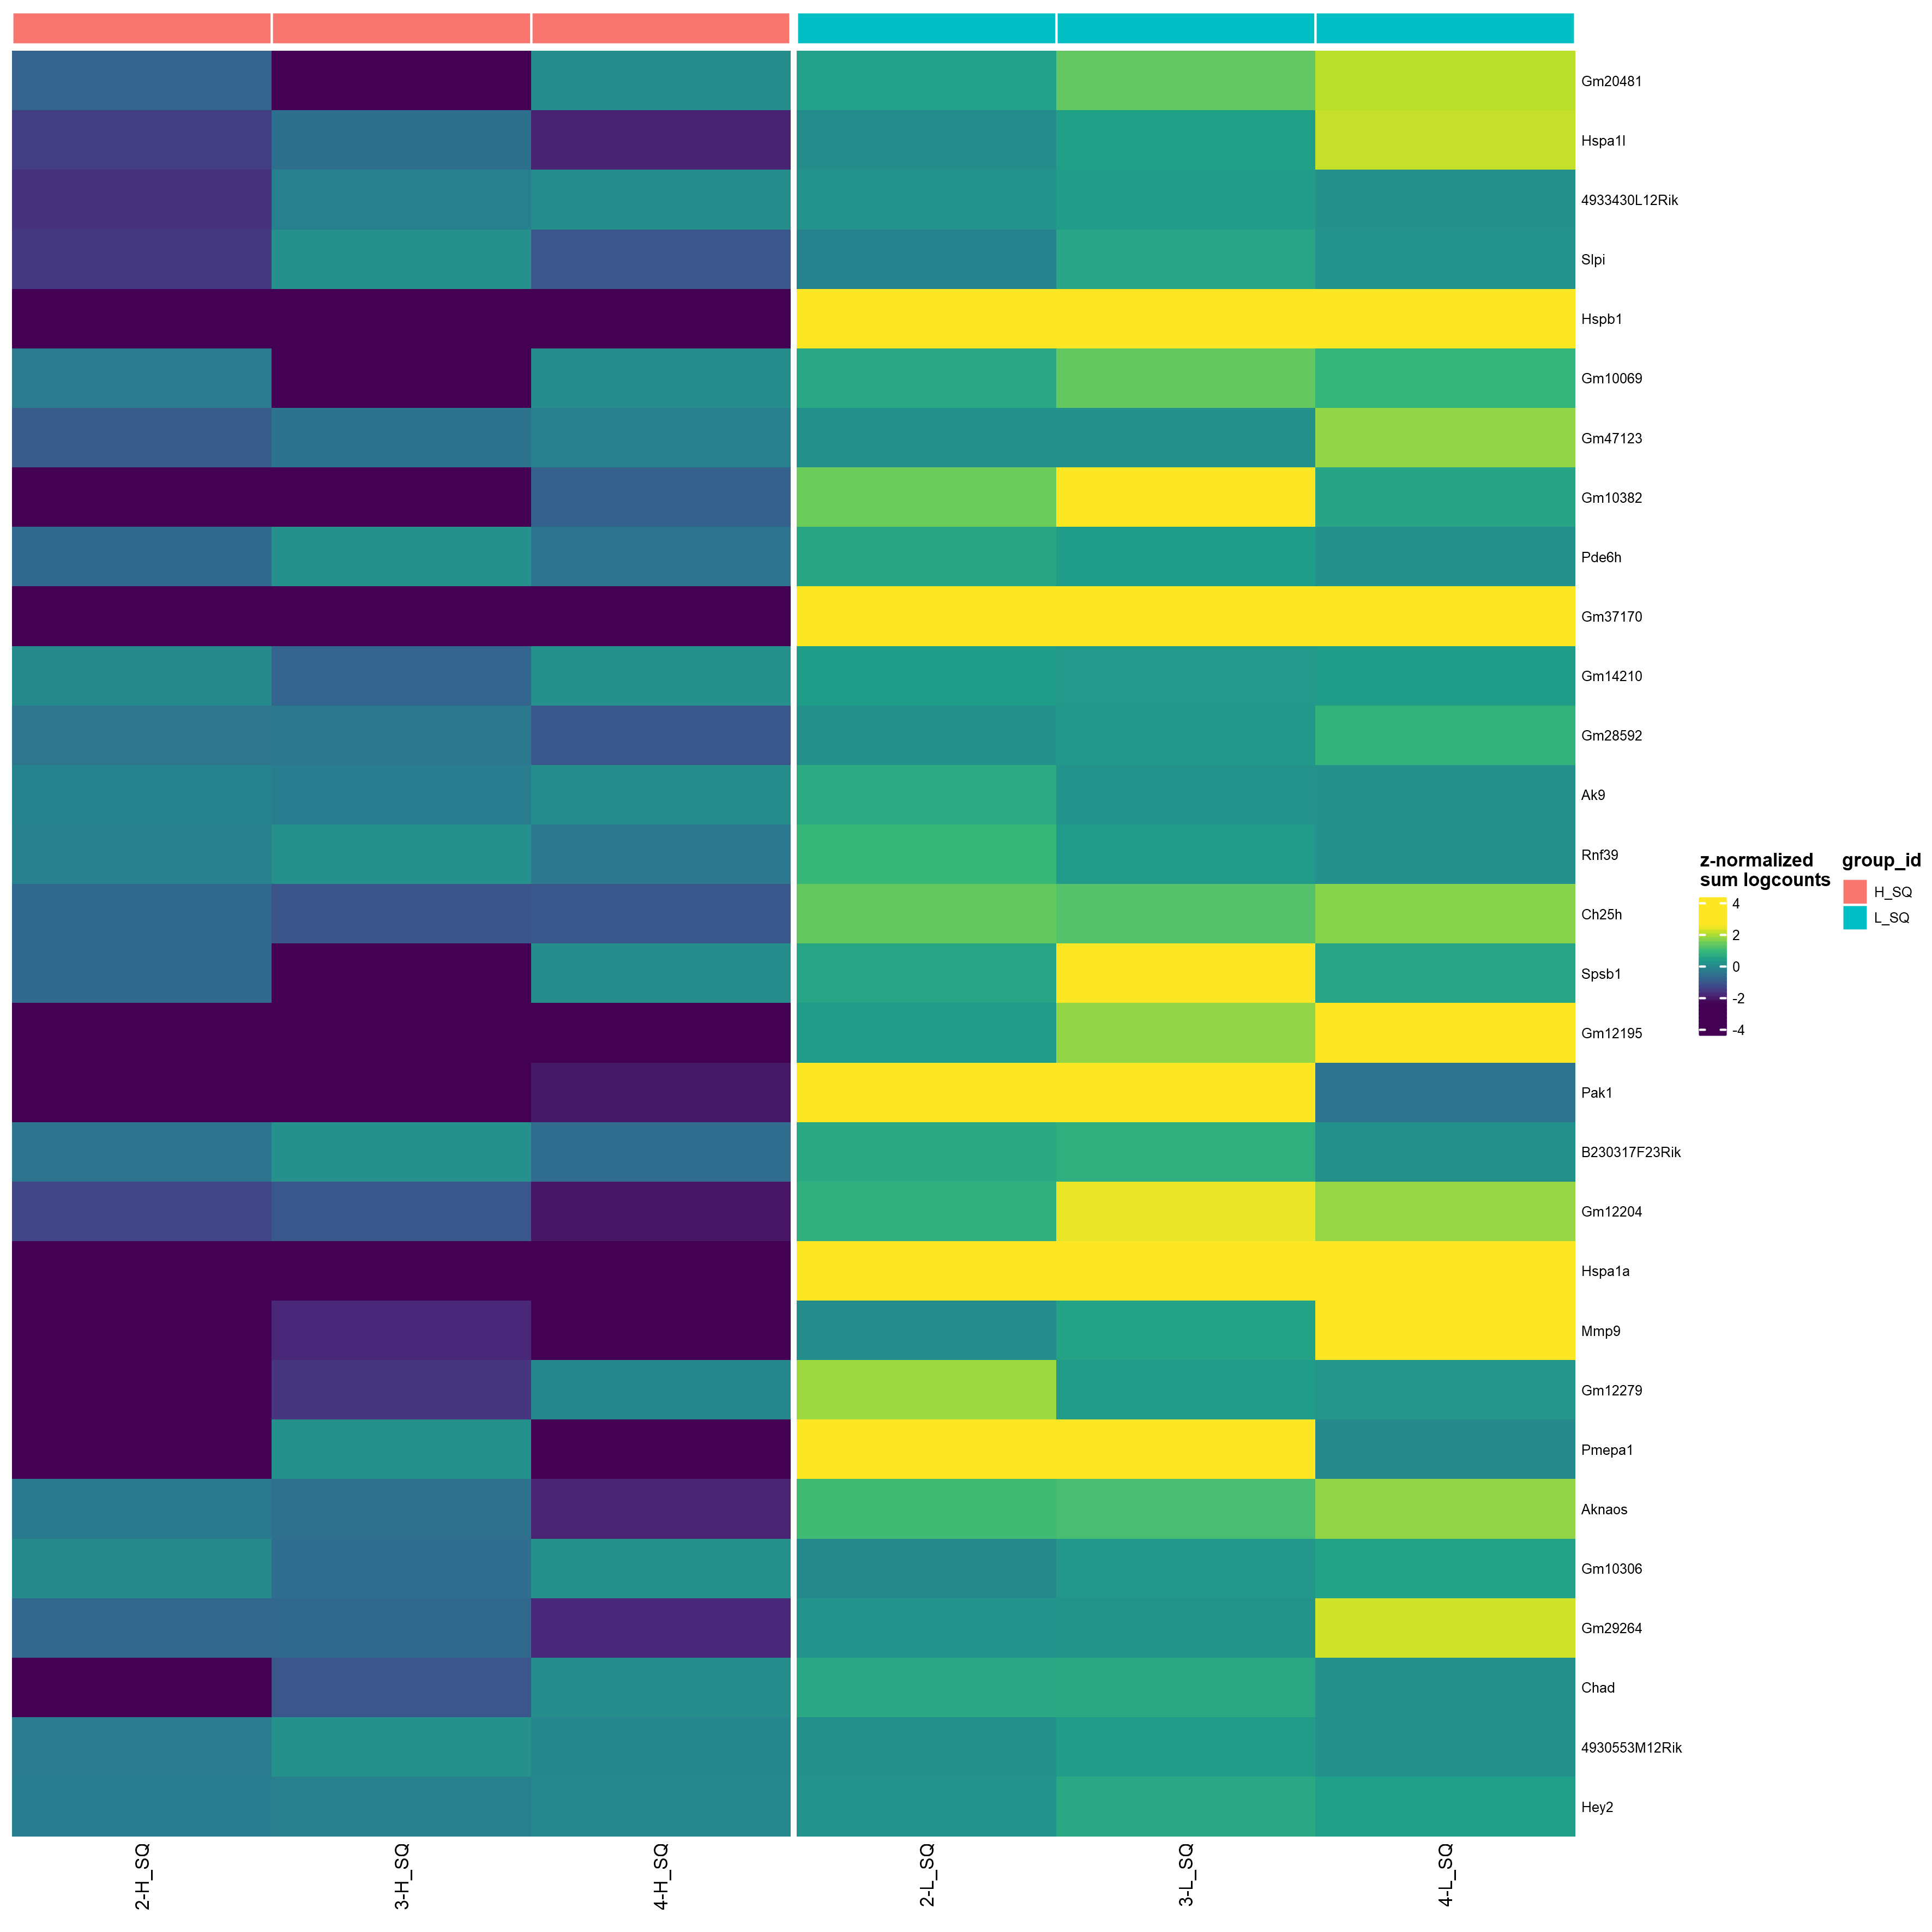 Gm20481
Hspa1l
4933430L12Rik
Slpi
Hspb1
Gm10069
Gm47123
Gm10382
Pde6h
Gm37170
Gm14210
Gm28592
Ak9
Rnf39
Ch25h
Spsb1
Gm12195
Pak1
B230317F23Rik
Gm12204
Hspa1a
Mmp9
Gm12279
Pmepa1
Aknaos
Gm10306
Gm29264
Chad
4930553M12Rik
Hey2
2-H_SQ
3-H_SQ
4-H_SQ
2-L_SQ
3-L_SQ
4-L_SQ
z-normalized
sum logcounts
4
2
0
-2
-4
group_id
H_SQ
L_SQ